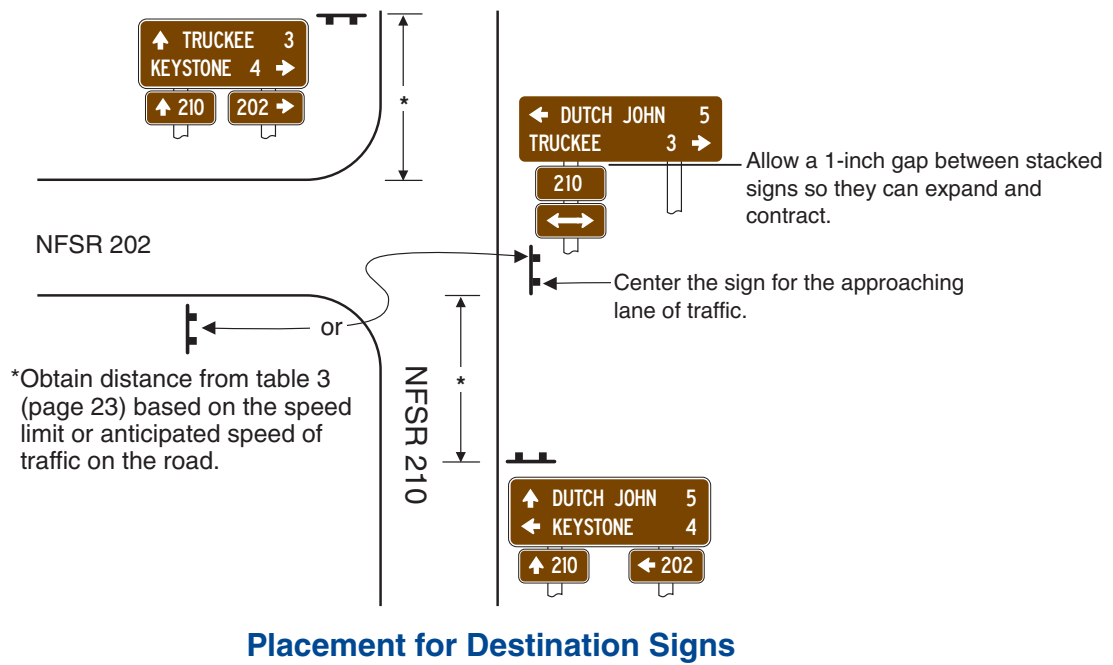 ↑ TRUCKEE 3
KEYSTONE 4 →
↑ 210
202 →
*
← DUTCH JOHN 5
TRUCKEE 3 →
210
↔
Allow a 1-inch gap between stacked
signs so they can expand and
contract.
NFSR 202
Center the sign for the approaching
lane of traffic.
or
*Obtain distance from table 3
(page 23) based on the speed
limit or anticipated speed of
traffic on the road.
NFSR 210
*
↑ DUTCH JOHN 5
← KEYSTONE 4
↑ 210
← 202
Placement for Destination Signs